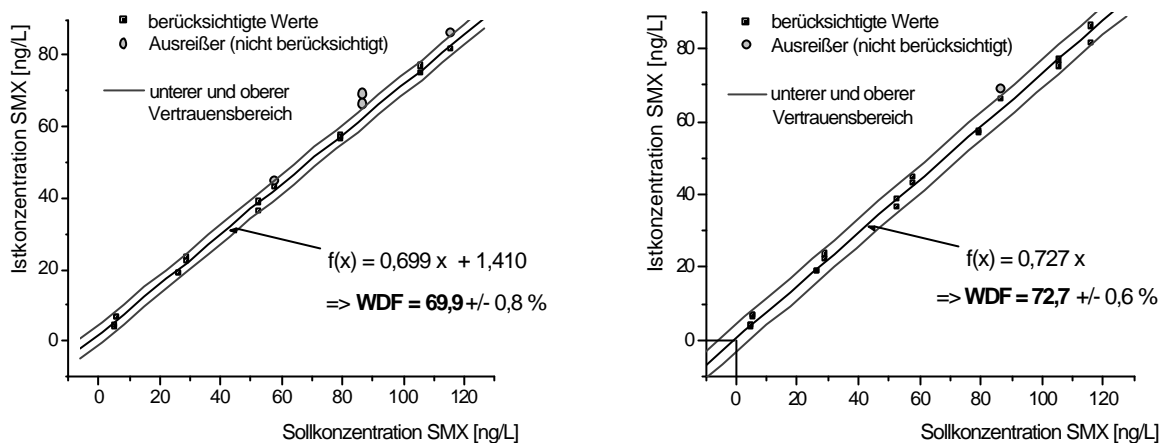 berücksichtigte Werte
Ausreißer (nicht berücksichtigt)
unterer und oberer
Vertrauensbereich
Istkonzentration SMX [ng/L]
80
60
40
20
0
f(x) = 0,699 x + 1,410
=> WDF = 69,9 +/- 0,8 %
0 20 40 60 80 100 120
Sollkonzentration SMX [ng/L]
berücksichtigte Werte
Ausreißer (nicht berücksichtigt)
unterer und oberer
Vertrauensbereich
Istkonzentration SMX [ng/L]
80
60
40
20
0
f(x) = 0,727 x
=> WDF = 72,7 +/- 0,6 %
0 20 40 60 80 100 120
Sollkonzentration SMX [ng/L]